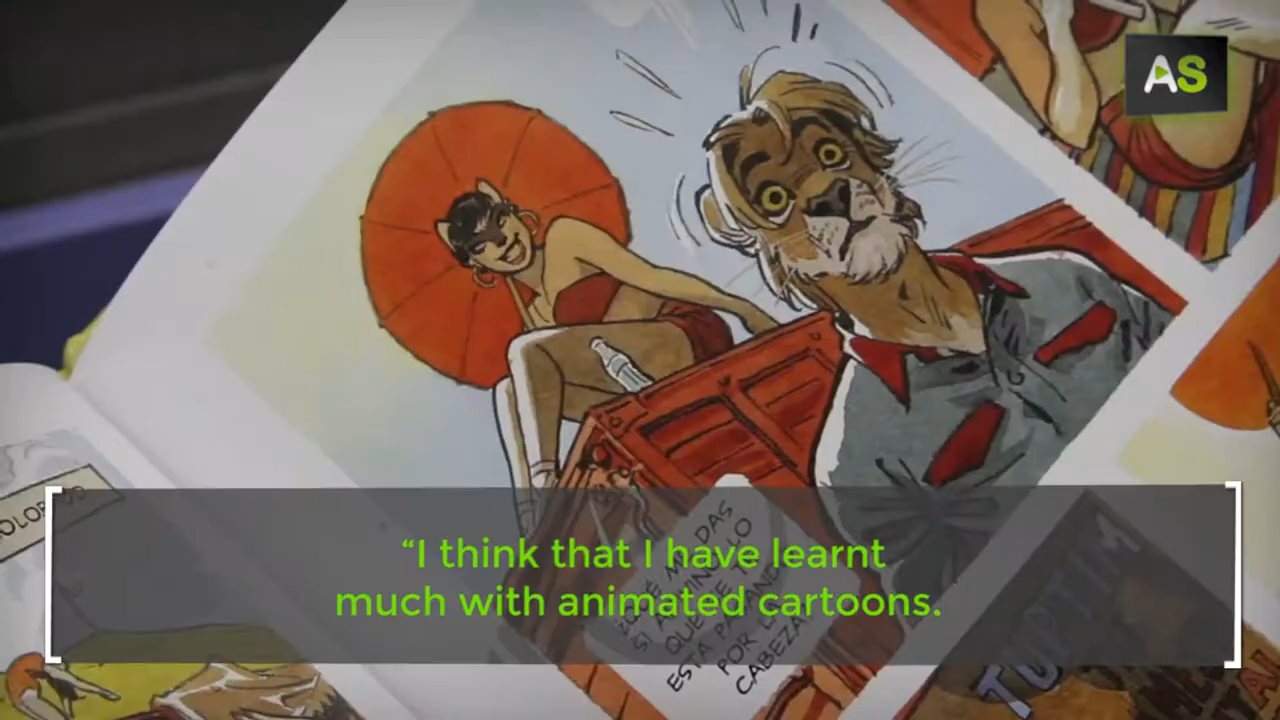 AS
“I think that I have learnt
much with animated cartoons.
¿QUÉ ME DAS
SI ADIVINO LO
QUE TE
ESTÁ PASANDO
POR LA
CABEZA?